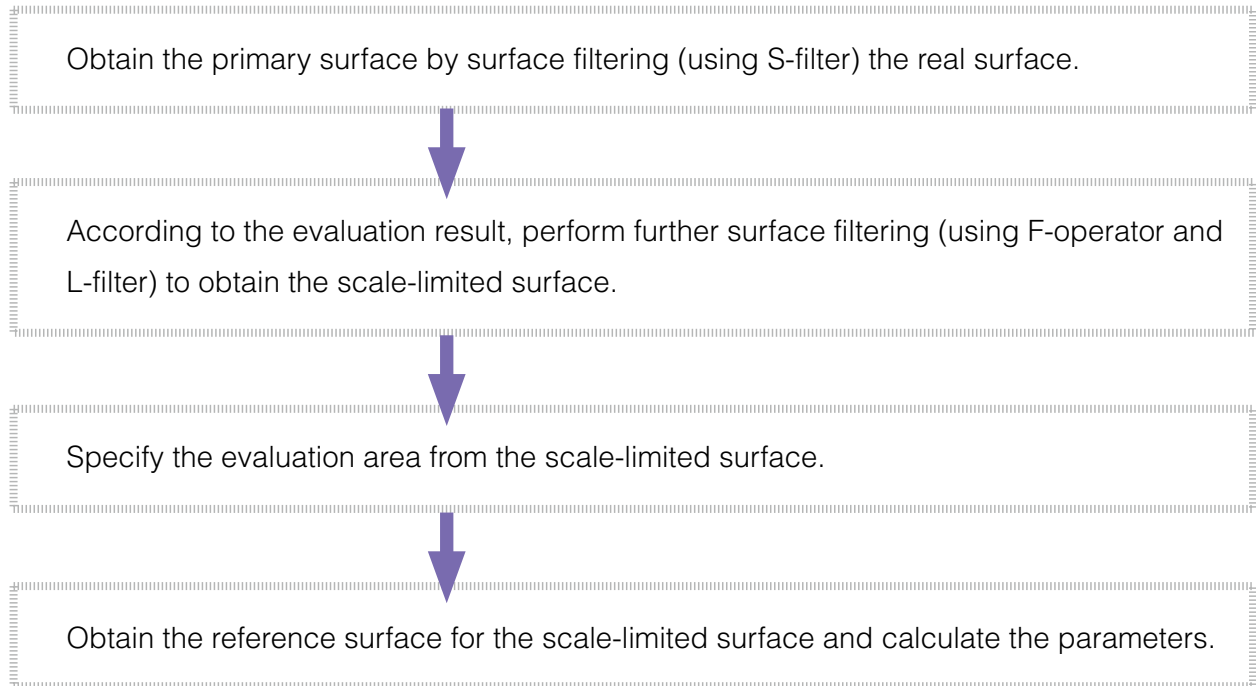 Obtain the primary surface by surface filtering (using S-filter) the real surface.
According to the evaluation result, perform further surface filtering (using F-operator and
L-filter) to obtain the scale-limited surface.
Specify the evaluation area from the scale-limited surface.
Obtain the reference surface for the scale-limited surface and calculate the parameters.